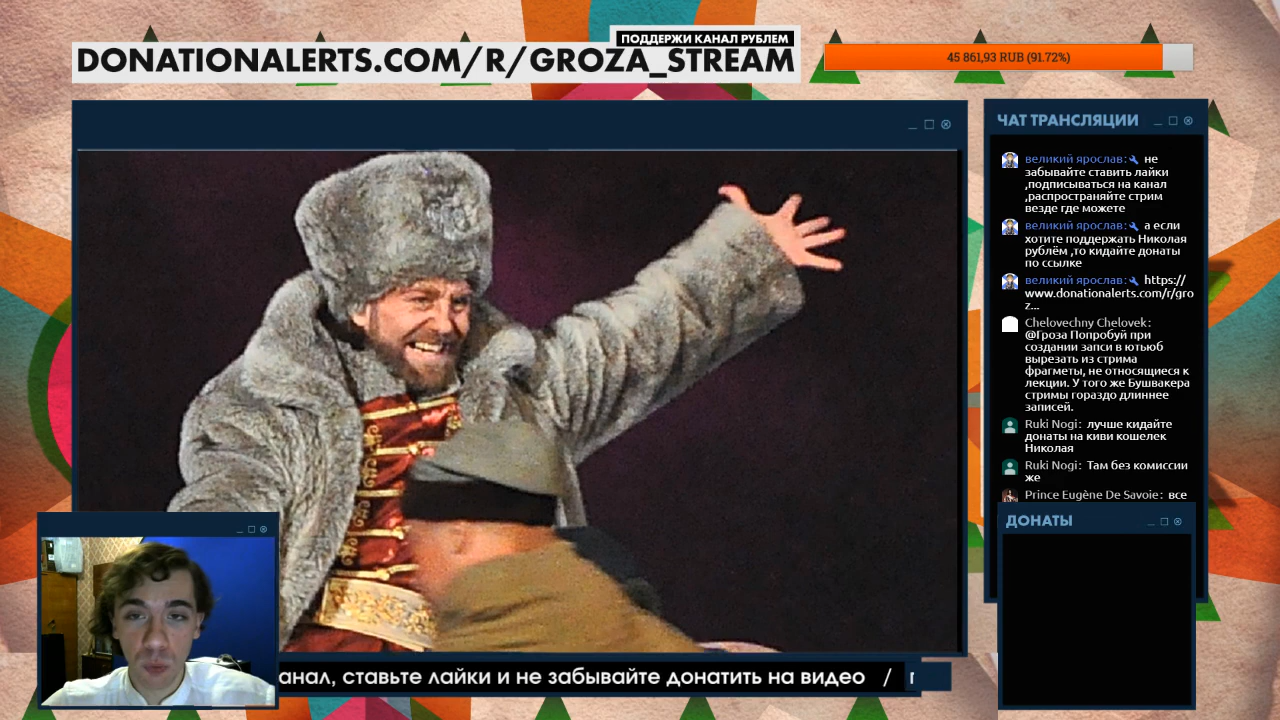 ПОДДЕРЖИ КАНАЛ РУБЛЕМ
DONATIONALERTS.COM/R/GROZA_STREAM
45 861,93 RUB (91.72%)
ЧАТ ТРАНСЛЯЦИИ
великий ярослав: не
забывайте ставить лайки
,подписываться на канал
,распространяйте стрим
везде где можете
великий ярослав: а если
хотите поддержать Николая
рублём ,то кидайте донаты
по ссылке
великий ярослав: https://
www.donationalerts.com/r/gro
z...
Chelovechny Chelovek:
@Гроза Попробуй при
создании запси в ютьюб
вырезать из стрима
фрагметы, не относящиеся к
лекции. У того же Бушвакера
стримы гораздо длиннее
записей.
Ruki Nogi: лучше кидайте
донаты на киви кошелек
Николая
Ruki Nogi: Там без комиссии
же
Prince Eugène De Savoie: все
ДОНАТЫ
анал, ставьте лайки и не забывайте донатить на видео / п